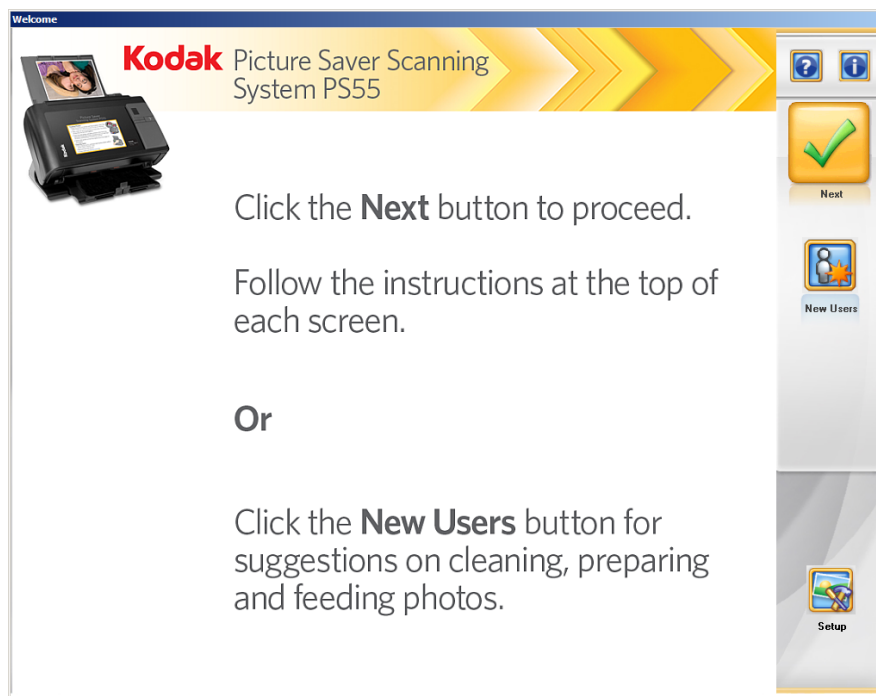 Welcome
Kodak Picture Saver Scanning
System PS55
Click the Next button to proceed.
Follow the instructions at the top of
each screen.
Or
Click the New Users button for
suggestions on cleaning, preparing
and feeding photos.
?
i
Next
New Users
Setup
Kodak